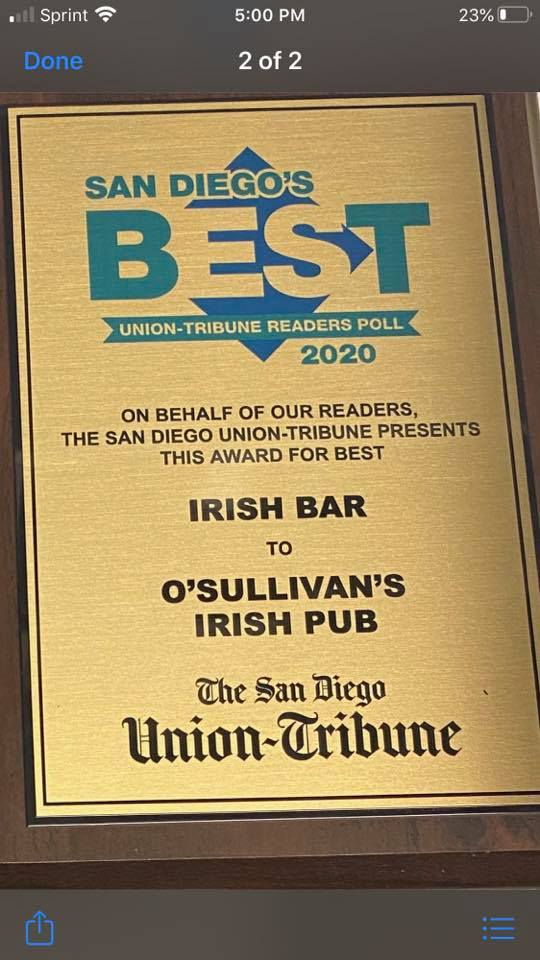 Sprint 5:00 PM 23%
Done 2 of 2
SAN DIEGO'S
BEST
UNION-TRIBUNE READERS POLL
2020
ON BEHALF OF OUR READERS,
THE SAN DIEGO UNION-TRIBUNE PRESENTS
THIS AWARD FOR BEST
IRISH BAR
TO
O'SULLIVAN'S
IRISH PUB
The San Diego
Union-Tribune